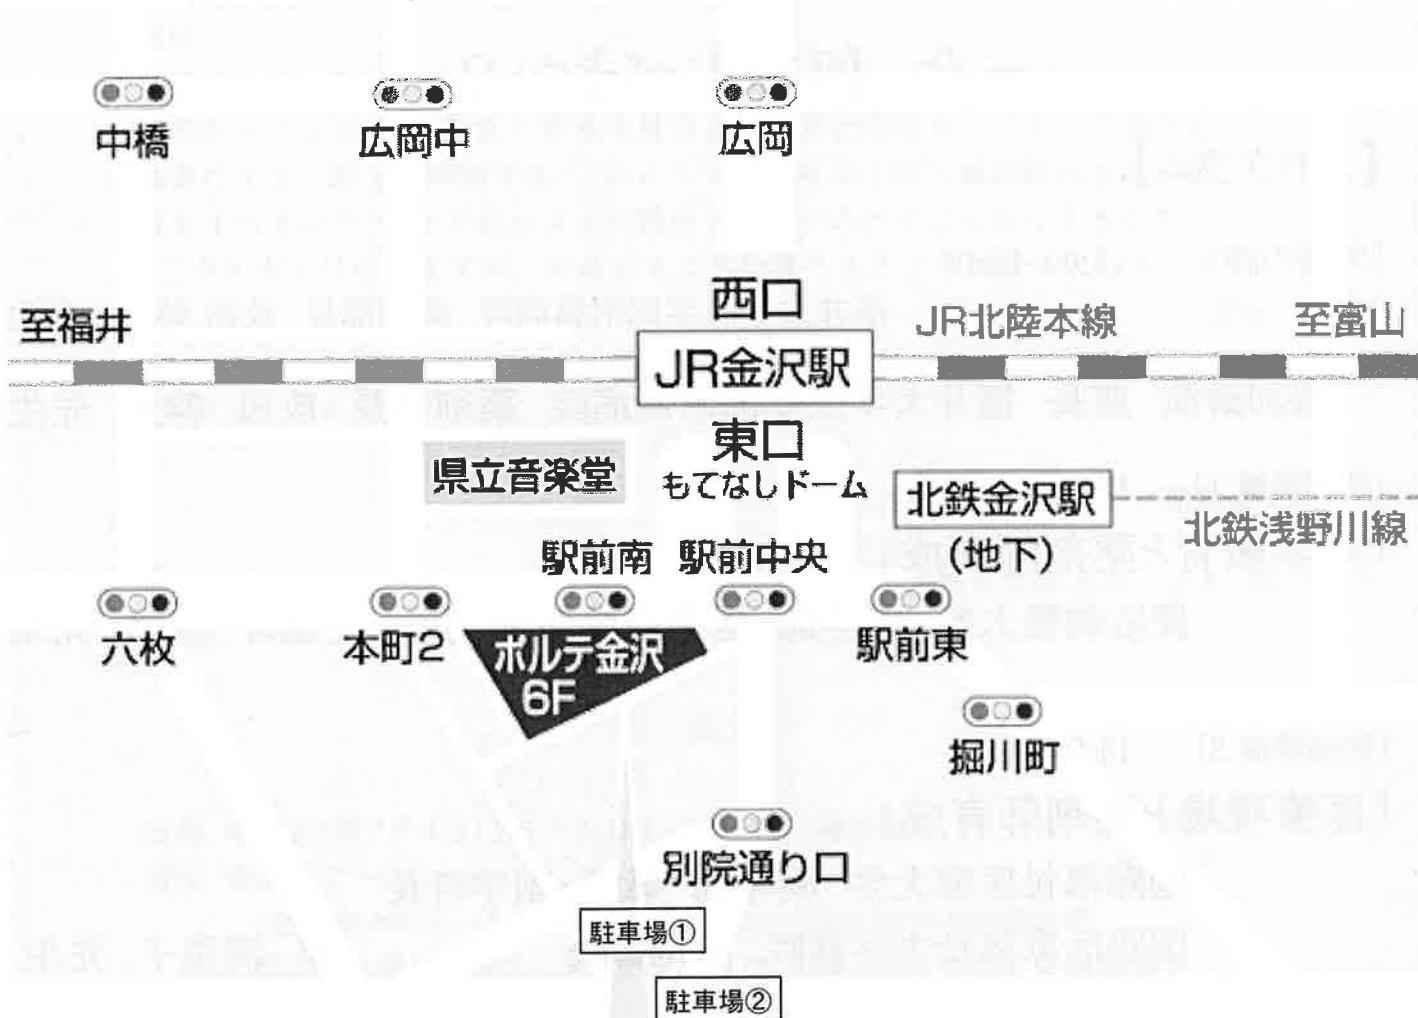 中橋
広岡中
広岡
至福井
西口
JR北陸本線
至富山
JR金沢駅
東口
もてなしドーム
県立音楽堂
北鉄金沢駅
(地下)
北鉄浅野川線
駅前南
駅前中央
六枚
本町2
ポルテ金沢
6F
駅前東
掘川町
別院通り口
駐車場①
駐車場②